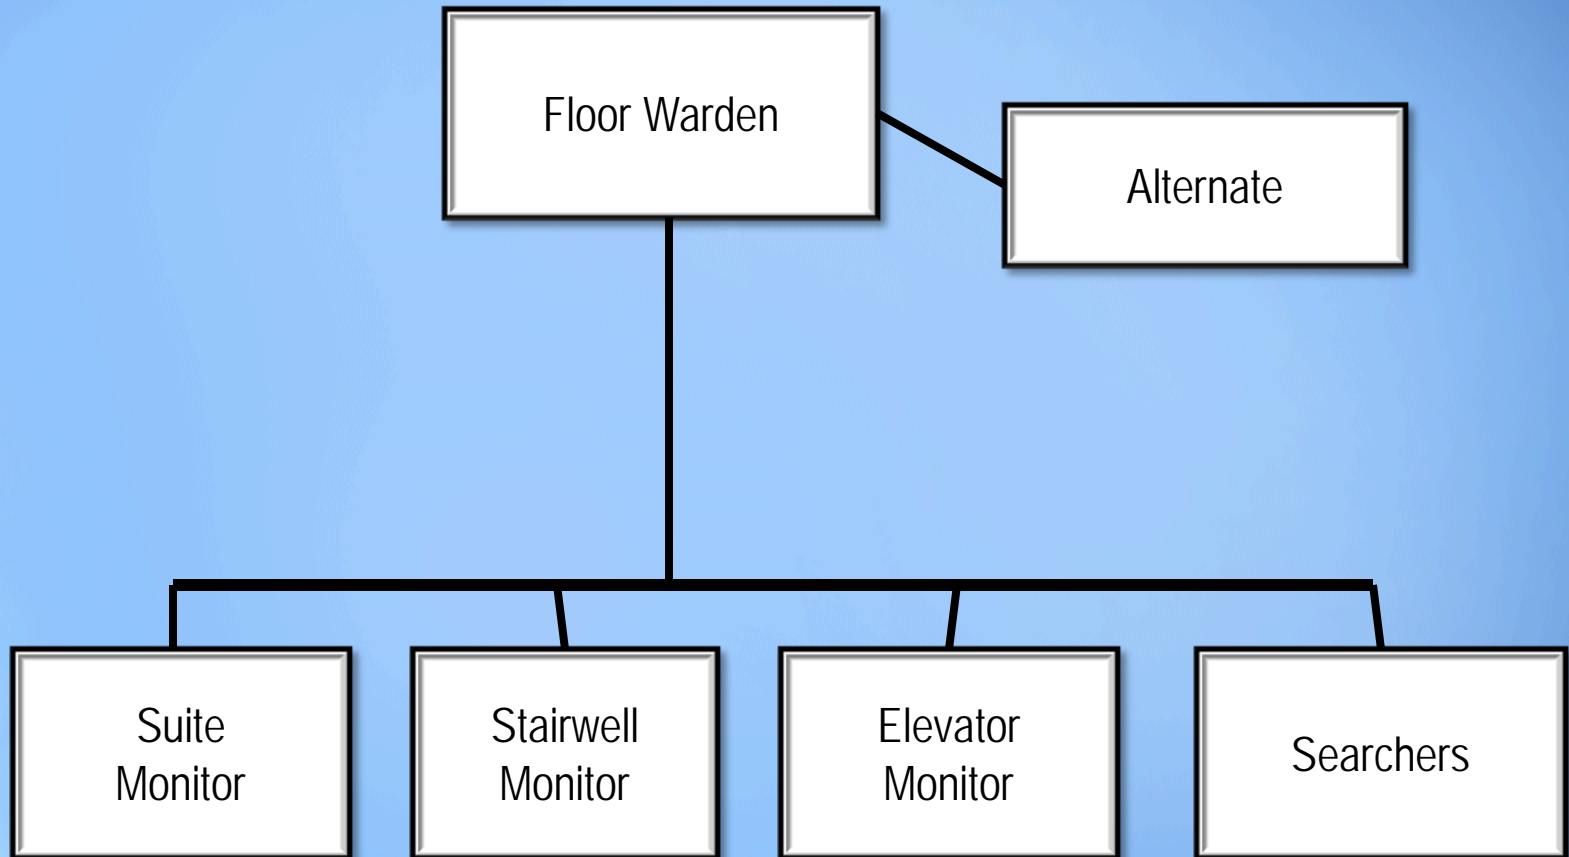 Floor Warden
Alternate
Suite
Monitor
Stairwell
Monitor
Elevator
Monitor
Searchers